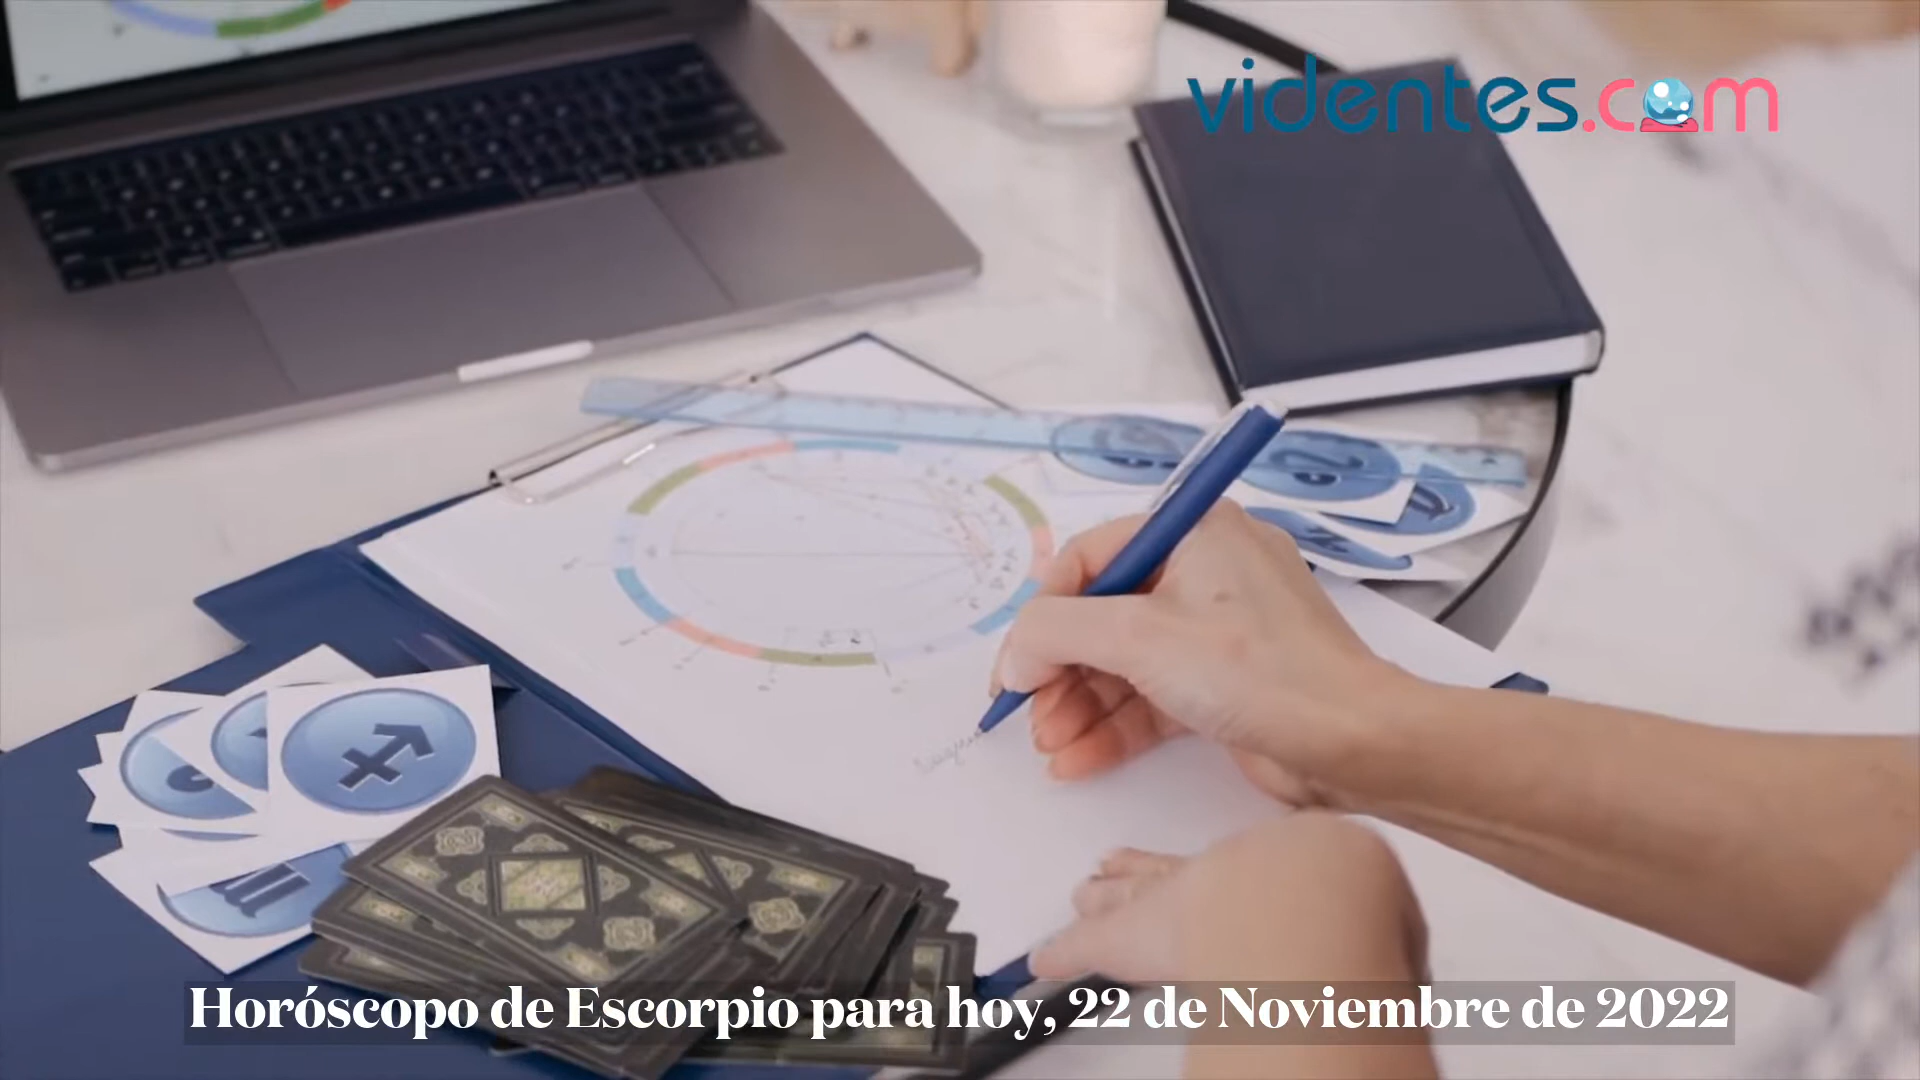 videntes.com
Horóscopo de Escorpio para hoy, 22 de Noviembre de 2022